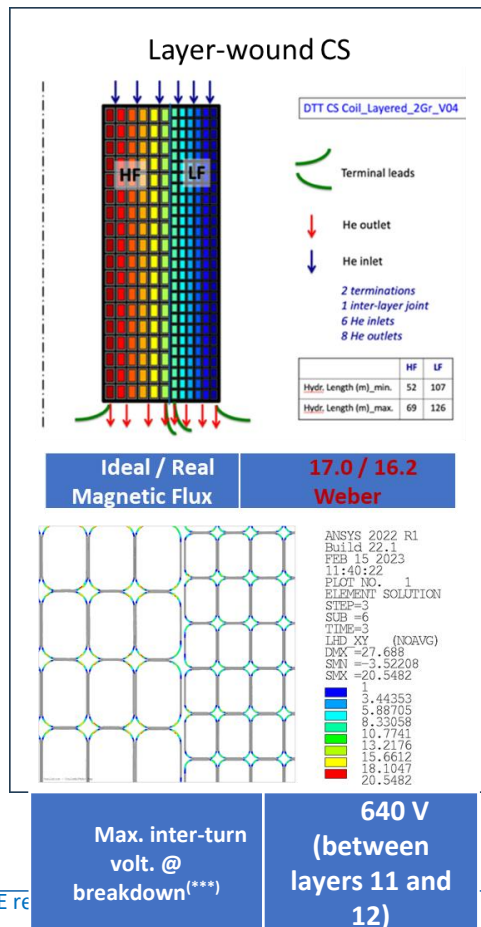 Layer-wound CS
DTT CS Coil_Layered_2Gr_V04
HF
LF
Terminal leads
He outlet
He inlet
2 terminations
1 inter-layer joint
6 He inlets
8 He outlets
HF LF
Hydr. Length (m)_min. 52 107
Hydr. Length (m)_max. 69 126
Ideal / Real
Magnetic Flux
17.0 / 16.2
Weber
ANSYS 2022 R1
Build 22.1
FEB 15 2023
11:40:22
PLOT NO. 1
ELEMENT SOLUTION
STEP=3
SUB =6
TIME=3
LHD_XY (NOAVG)
DMX =27.688
SMN =-3.52208
SMX =20.5482
1
3.44353
5.88705
8.33058
10.7741
13.2176
15.6612
18.1047
20.5482
Max. inter-turn
volt. @
breakdown(***)
640 V
(between
layers 11 and
12)
E re